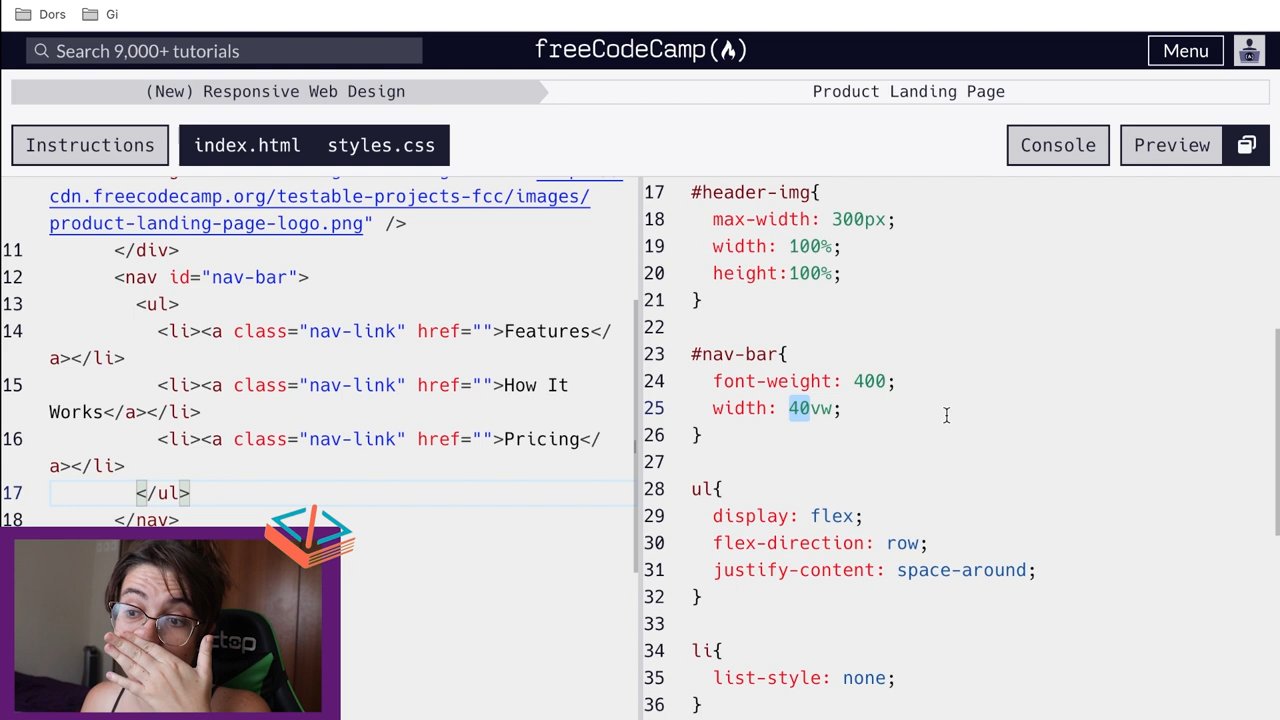 Dors Gi
Search 9,000+ tutorials
freeCodeCamp(🔥)
Menu
(New) Responsive Web Design
Product Landing Page
Instructions
index.html styles.css
Console
Preview
cdn.freecodecamp.org/testable-projects-fcc/images/
product-landing-page-logo.png" />
11 </div>
12 <nav id="nav-bar">
13 <ul>
14 <li><a class="nav-link" href="">Features</
a></li>
15 <li><a class="nav-link" href="">How It
Works</a></li>
16 <li><a class="nav-link" href="">Pricing</
a></li>
17 </ul>
18 </nav>
17 #header-img{
18 max-width: 300px;
19 width: 100%;
20 height:100%;
21 }
22
23 #nav-bar{
24 font-weight: 400;
25 width: 40vw;
26 }
27
28 ul{
29 display: flex;
30 flex-direction: row;
31 justify-content: space-around;
32 }
33
34 li{
35 list-style: none;
36 }